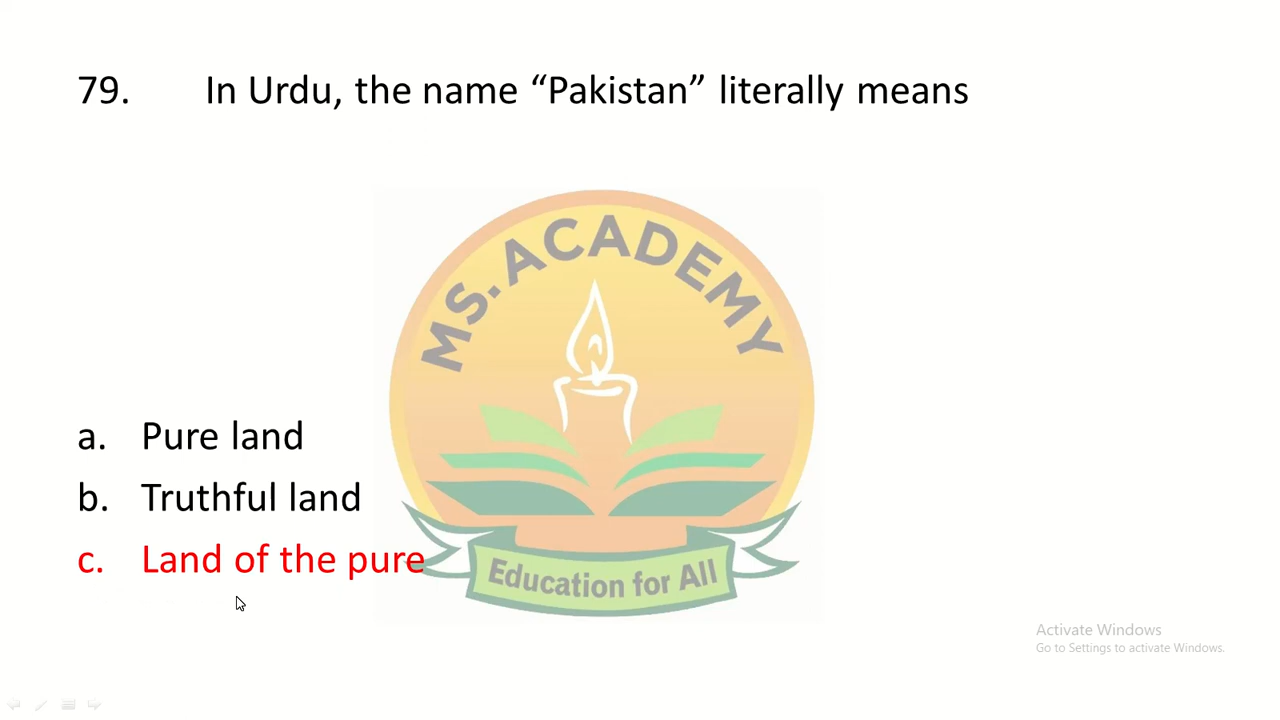 79. In Urdu, the name “Pakistan” literally means
MS. ACADEMY
a. Pure land
b. Truthful land
c. Land of the pure
Education for All
Activate Windows
Go to Settings to activate Windows.